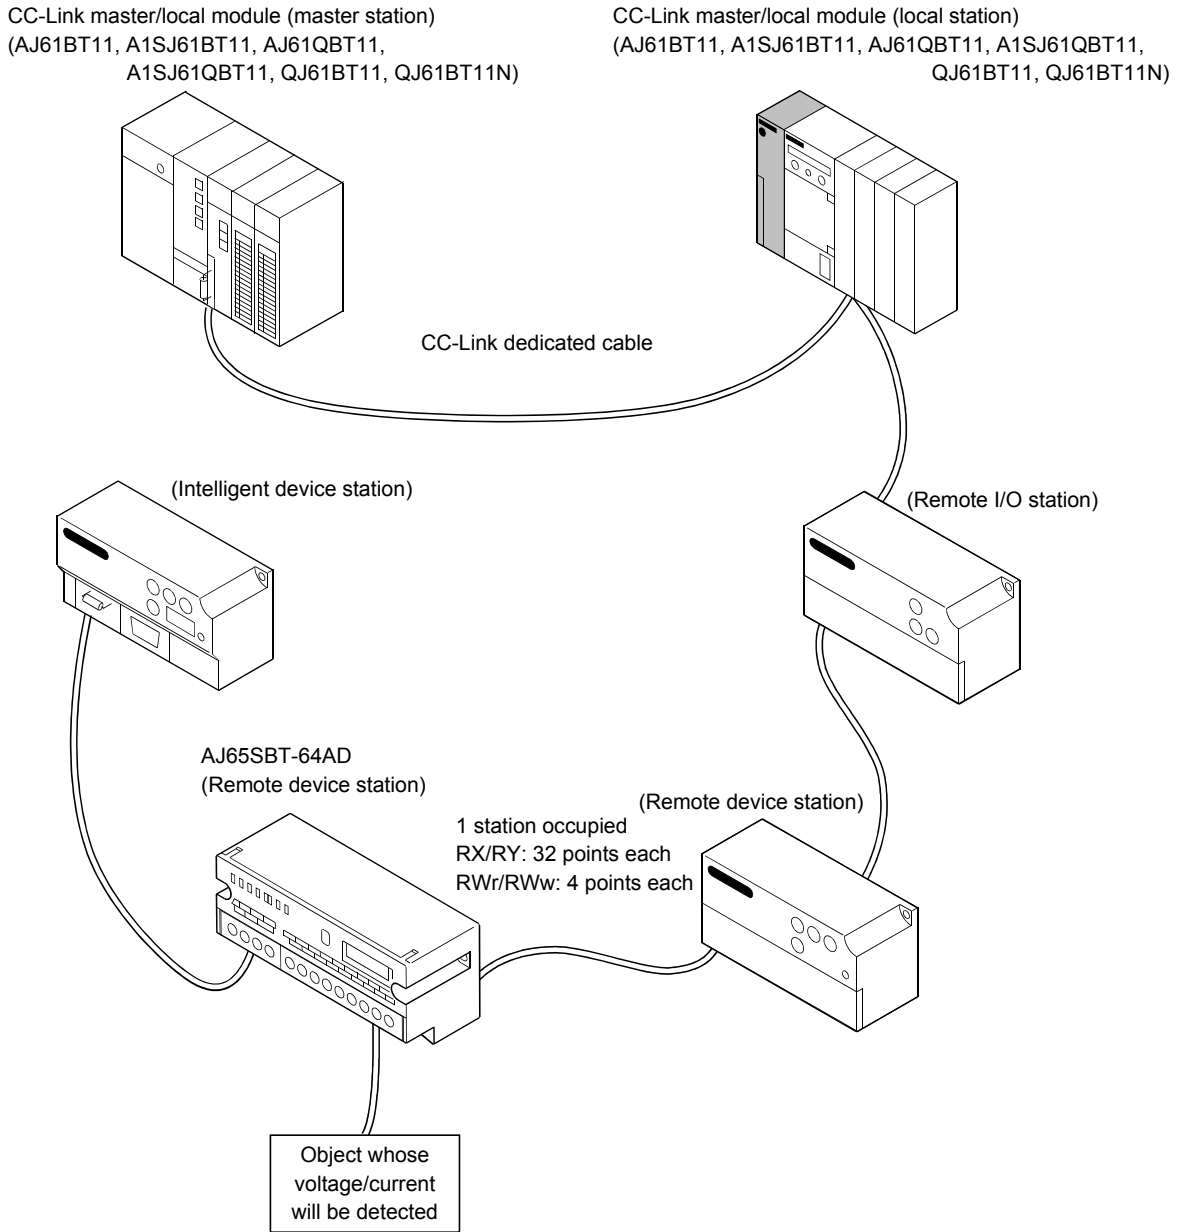 CC-Link master/local module (master station)
(AJ61BT11, A1SJ61BT11, AJ61QBT11,
A1SJ61QBT11, QJ61BT11, QJ61BT11N)
CC-Link master/local module (local station)
(AJ61BT11, A1SJ61BT11, AJ61QBT11, A1SJ61QBT11,
QJ61BT11, QJ61BT11N)
CC-Link dedicated cable
(Intelligent device station)
(Remote I/O station)
AJ65SBT-64AD
(Remote device station)
(Remote device station)
1 station occupied
RX/RY: 32 points each
RWr/RWw: 4 points each
Object whose
voltage/current
will be detected